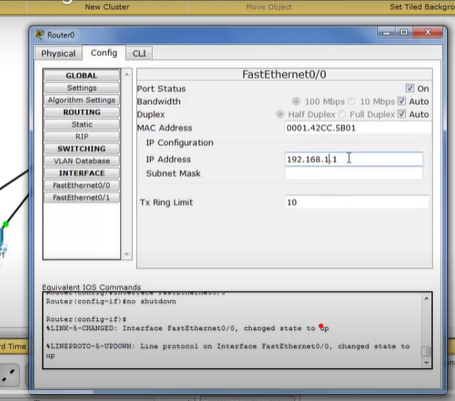 New Cluster
Move Object
Set Tiled Backgro
Router0
Physical
Config
CLI
GLOBAL
Settings
Algorithm Settings
ROUTING
Static
RIP
SWITCHING
VLAN Database
INTERFACE
FastEthernet0/0
FastEthernet0/1
FastEthernet0/0
Port Status On
Bandwidth 100 Mbps 10 Mbps Auto
Duplex Half Duplex Full Duplex Auto
MAC Address 0001.42CC.5B01
IP Configuration
IP Address 192.168.1.1
Subnet Mask
Tx Ring Limit 10
Equivalent IOS Commands
Router(config-if)#no shutdown
Router(config-if)#
%LINK-5-CHANGED: Interface FastEthernet0/0, changed state to up
%LINEPROTO-5-UPDOWN: Line protocol on Interface FastEthernet0/0, changed state to
up
rd Time